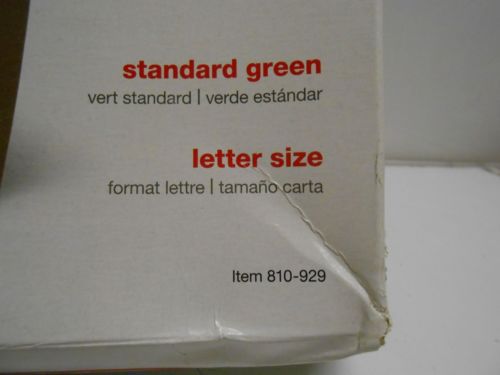 standard green
vert standard | verde estándar
letter size
format lettre | tamaño carta
Item 810-929